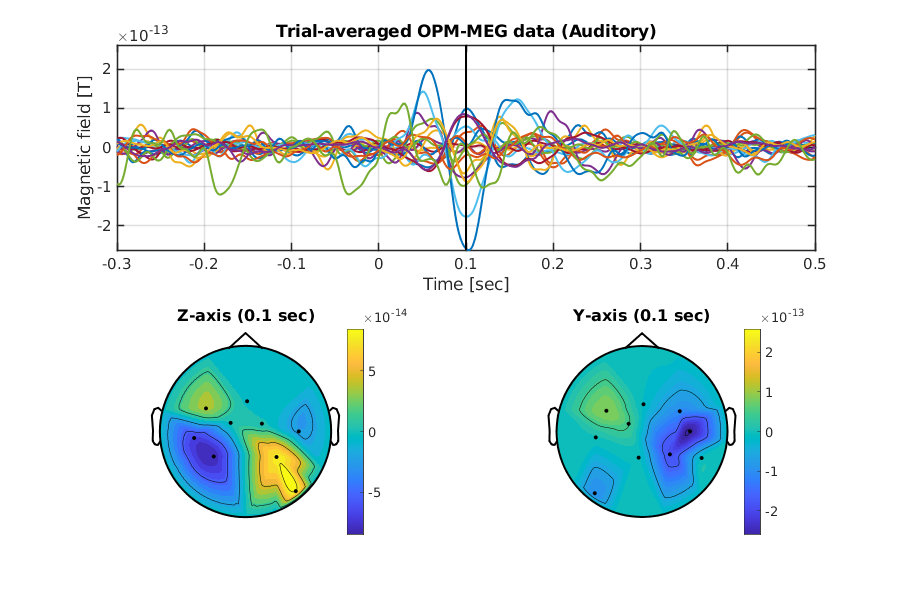 Trial-averaged OPM-MEG data (Auditory)
×10-13
Magnetic field [T]
2
1
0
-1
-2
-0.3 -0.2 -0.1 0 0.1 0.2 0.3 0.4 0.5
Time [sec]
Z-axis (0.1 sec)
×10-14
5
0
-5
Y-axis (0.1 sec)
×10-13
2
1
0
-1
-2